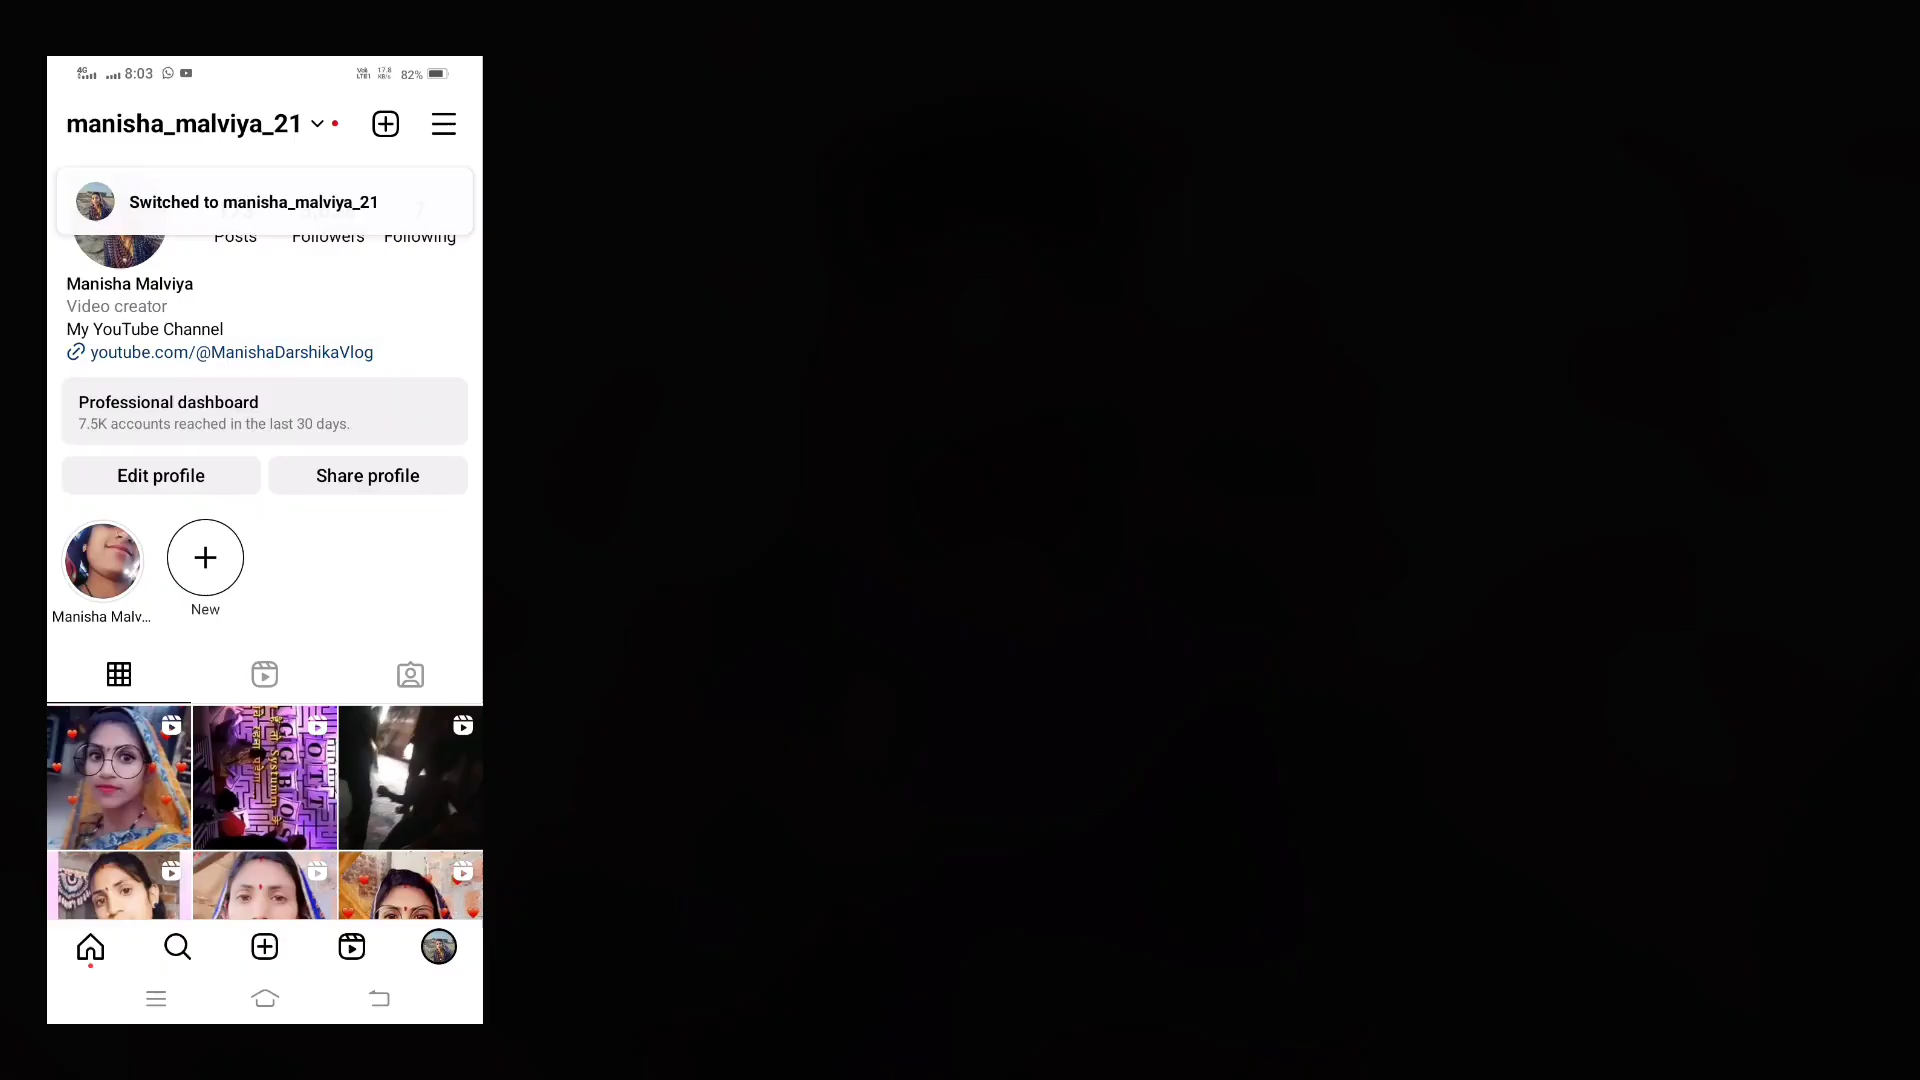 4G 8:03 82%
manisha_malviya_21
Switched to manisha_malviya_21
Posts Followers Following
Manisha Malviya
Video creator
My YouTube Channel
youtube.com/@ManishaDarshikaVlog
Professional dashboard
7.5K accounts reached in the last 30 days.
Edit profile Share profile
Manisha Malv...
New